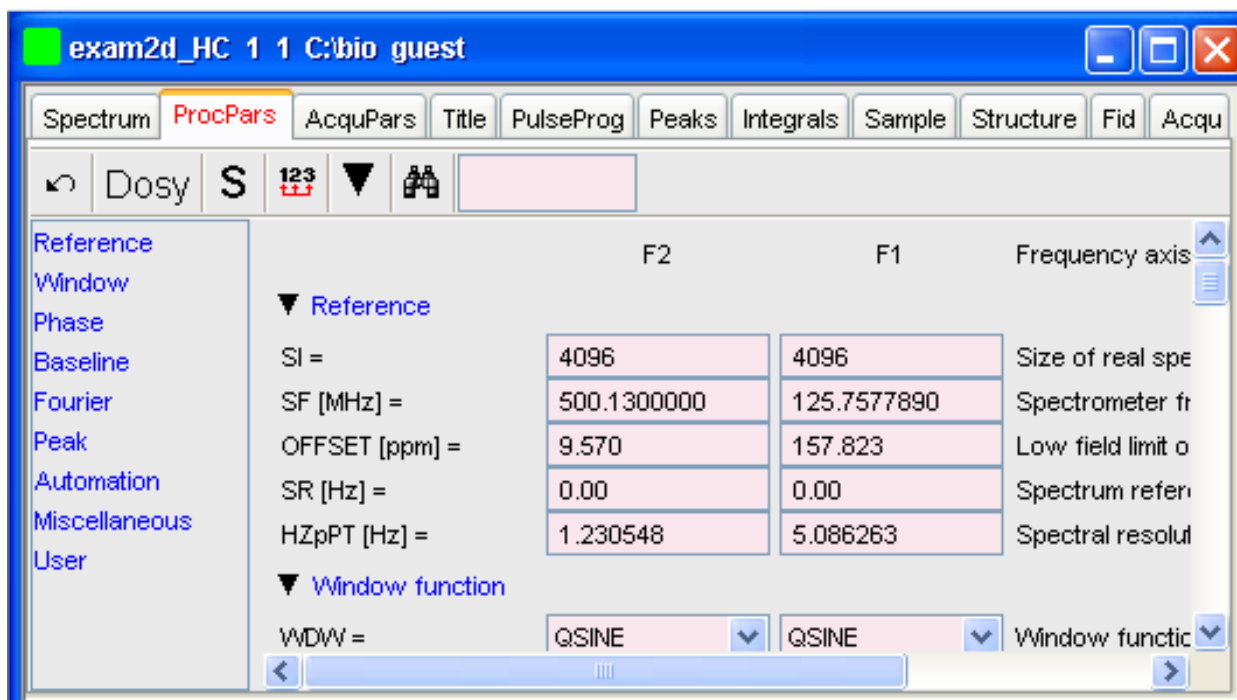 exam2d_HC 1 1 C:\bio guest
Spectrum ProcPars AcquPars Title PulseProg Peaks Integrals Sample Structure Fid Acqu
Dosy S 123
Reference
Window
Phase
Baseline
Fourier
Peak
Automation
Miscellaneous
User
F2 F1 Frequency axis
Reference
SI = 4096 4096 Size of real spe
SF [MHz] = 500.1300000 125.7577890 Spectrometer fr
OFFSET [ppm] = 9.570 157.823 Low field limit o
SR [Hz] = 0.00 0.00 Spectrum refere
HZpPT [Hz] = 1.230548 5.086263 Spectral resolut
Window function
WDW = QSINE QSINE Window functio